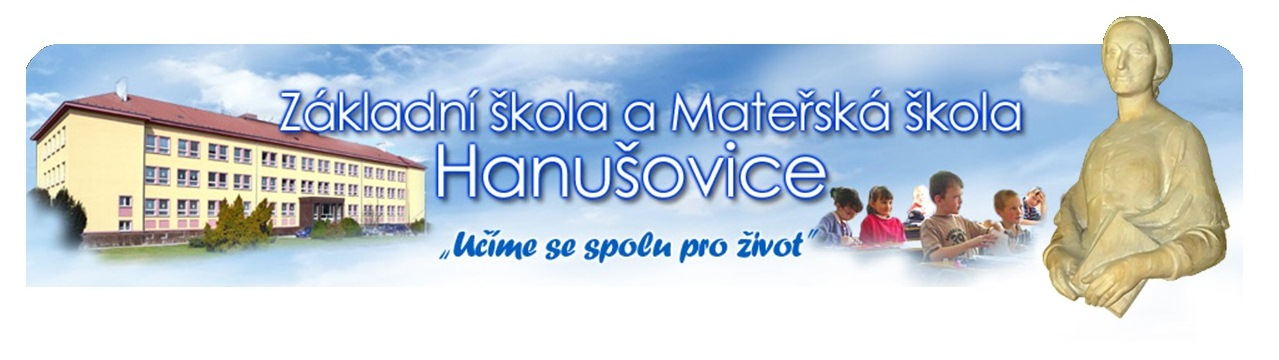 Základní škola a Mateřská škola
Hanušovice
„Učíme se spolu pro život"